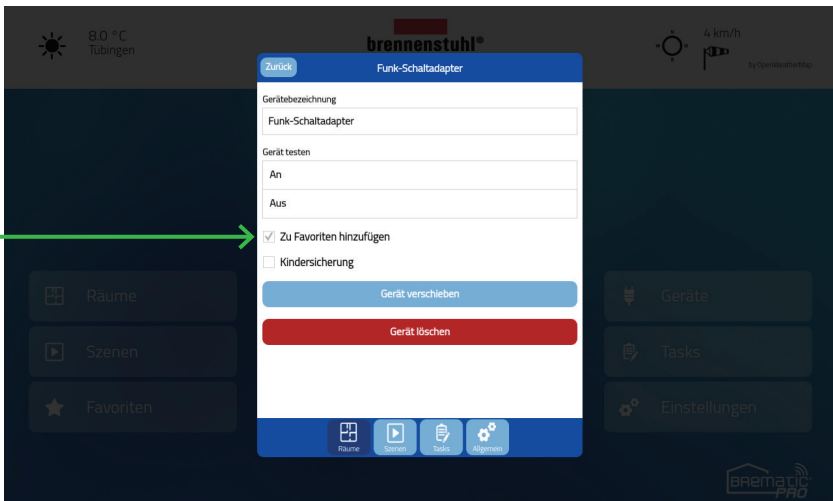 8.0 °C
Tübingen
brennenstuhl®
4 km/h
by OpenWeatherMap
Zurück
Funk-Schaltadapter
Gerätebezeichnung
Funk-Schaltadapter
Gerät testen
An
Aus
Zu Favoriten hinzufügen
Kindersicherung
Gerät verschieben
Gerät löschen
Räume
Szenen
Favoriten
Geräte
Tasks
Einstellungen
Räume
Szenen
Tasks
Allgemein
Brematic
PRO